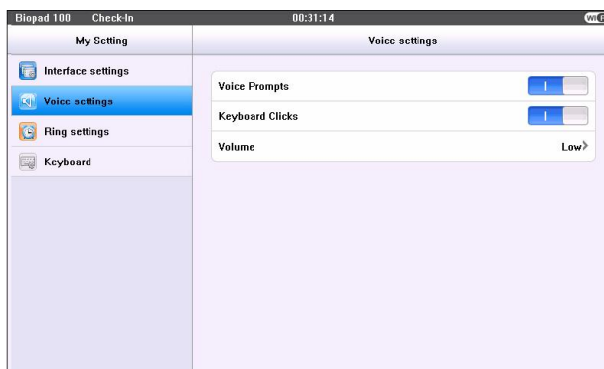 Biopad 100 Check-In 00:31:14
My Setting Voice settings
Interface settings
Voice settings
Ring settings
Keyboard
Voice Prompts
Keyboard Clicks
Volume Low